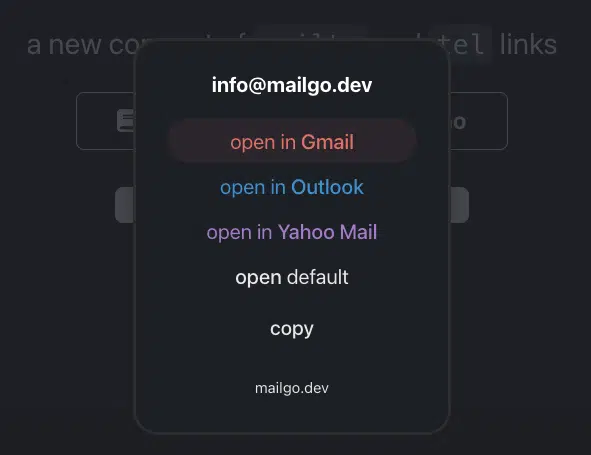 a new links
tel
info@mailgo.dev
open in Gmail
open in Outlook
open in Yahoo Mail
open default
copy
mailgo.dev